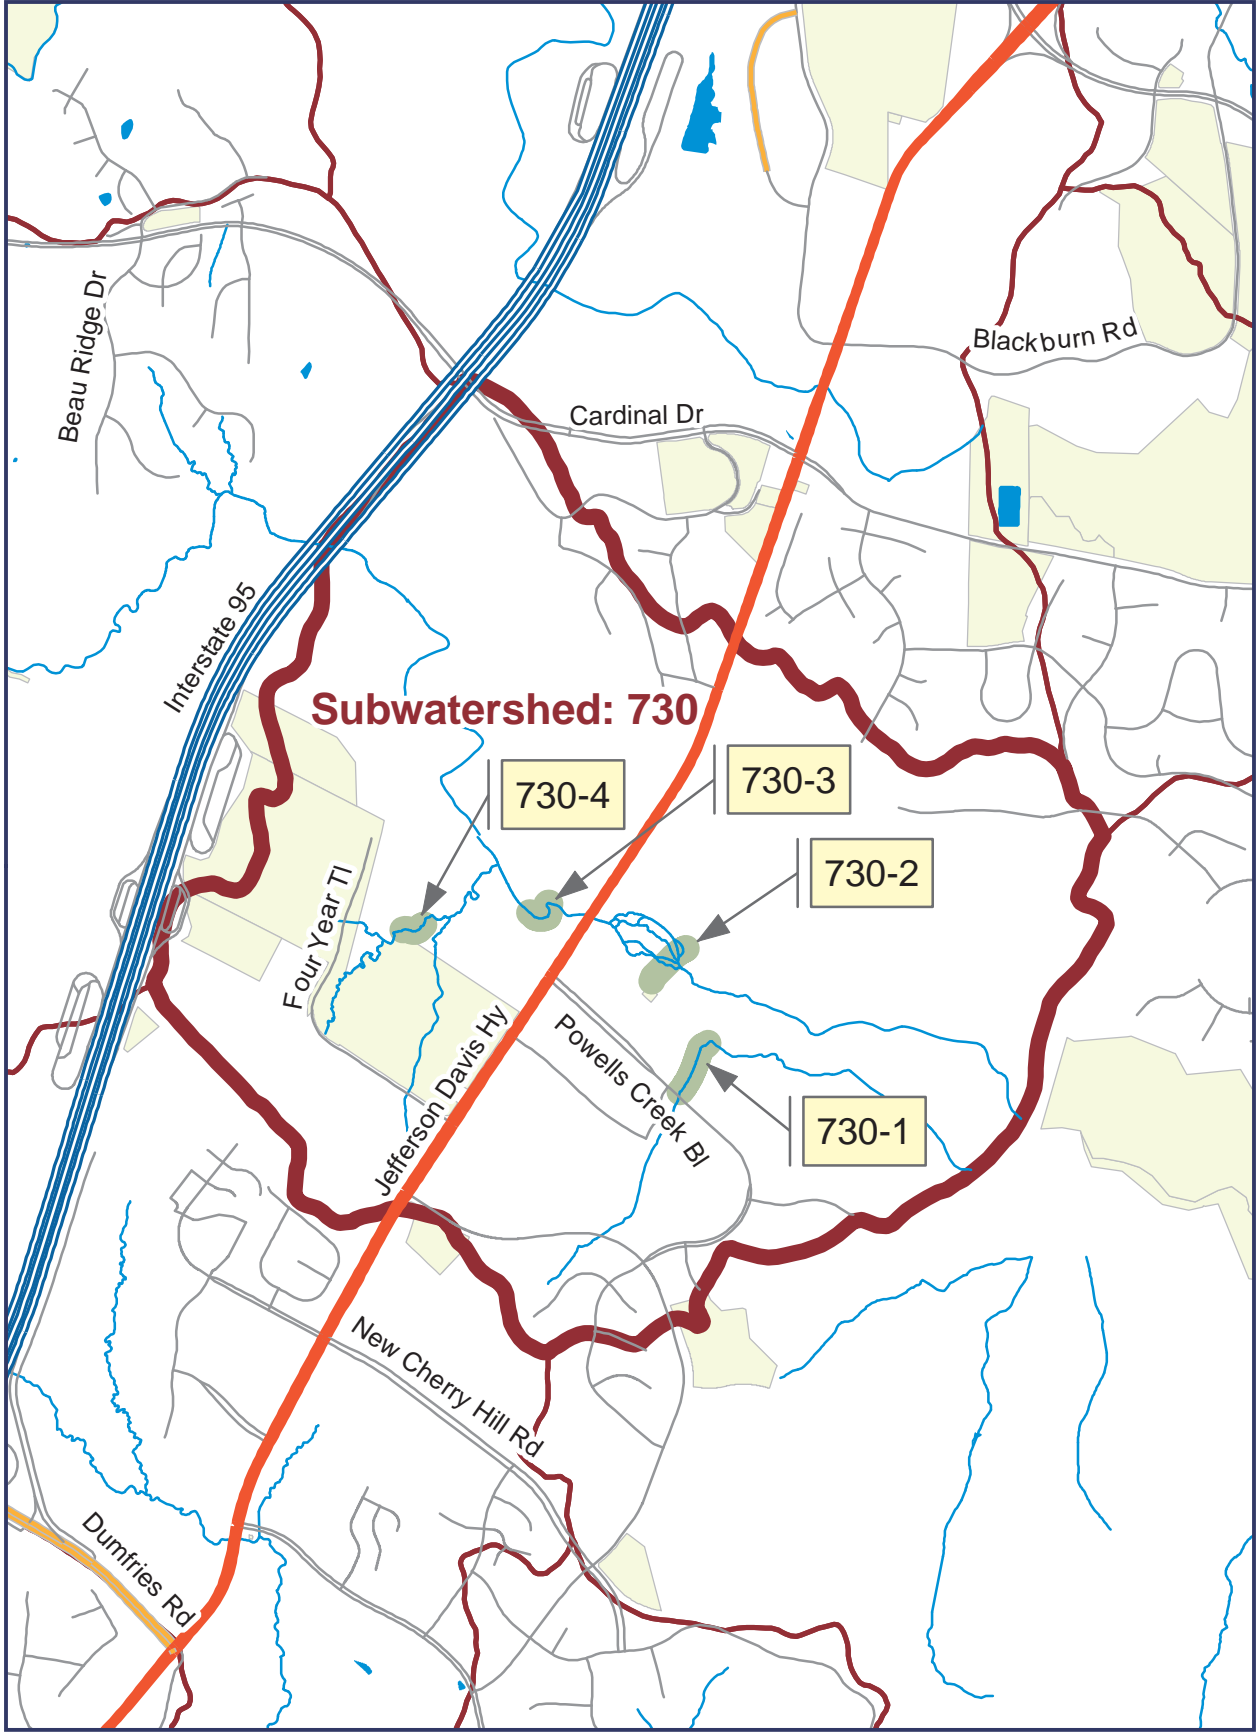 Beau Ridge Dr
Blackburn Rd
Cardinal Dr
Interstate 95
Subwatershed: 730
730-4
730-3
730-2
Four Year Tl
Jefferson Davis Hy
Powells Creek Bl
730-1
New Cherry Hill Rd
Dumfries Rd